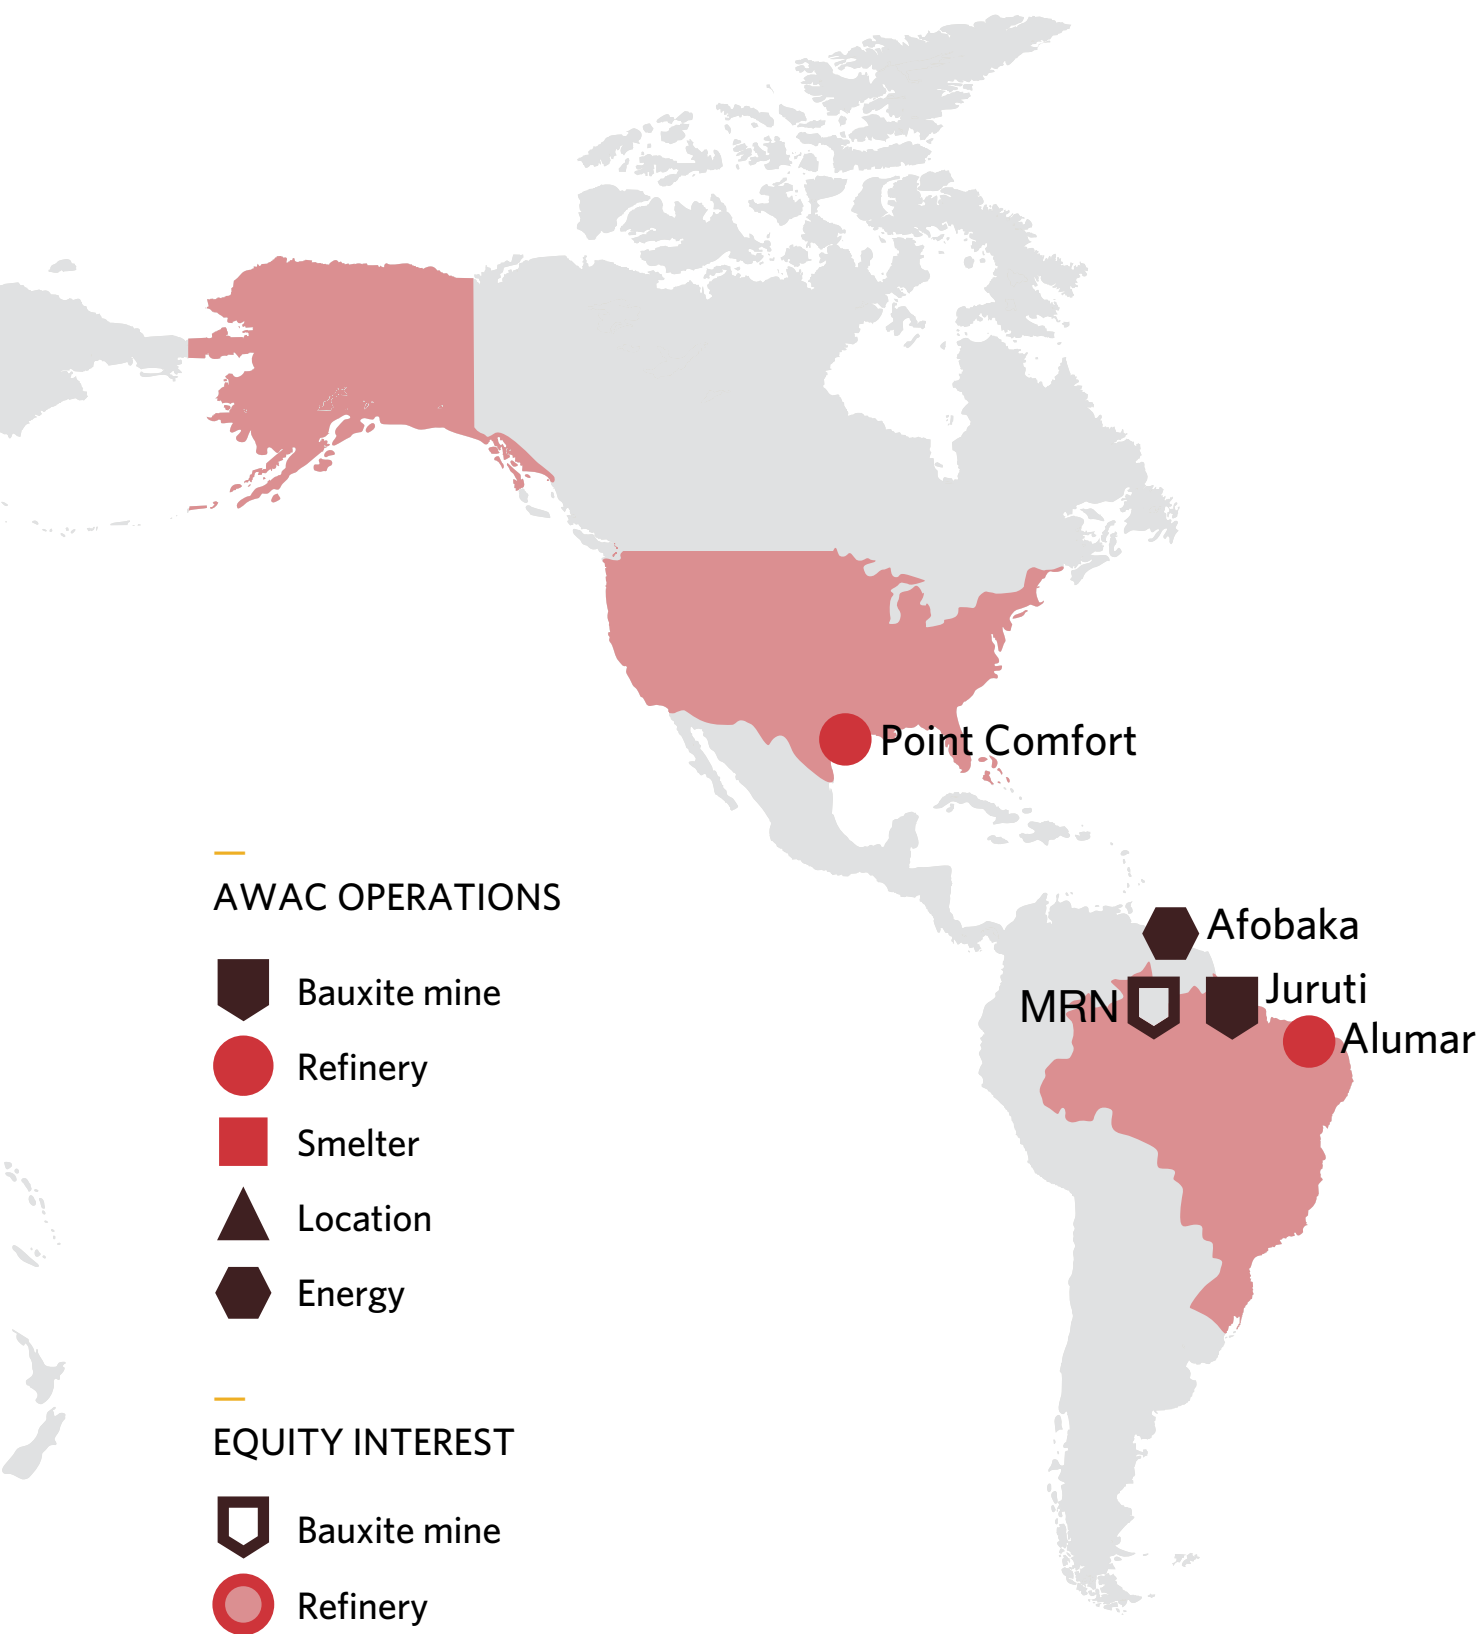 Point Comfort
Afobaka
Juruti
MRN
Alumar
AWAC OPERATIONS
Bauxite mine
Refinery
Smelter
Location
Energy
EQUITY INTEREST
Bauxite mine
Refinery